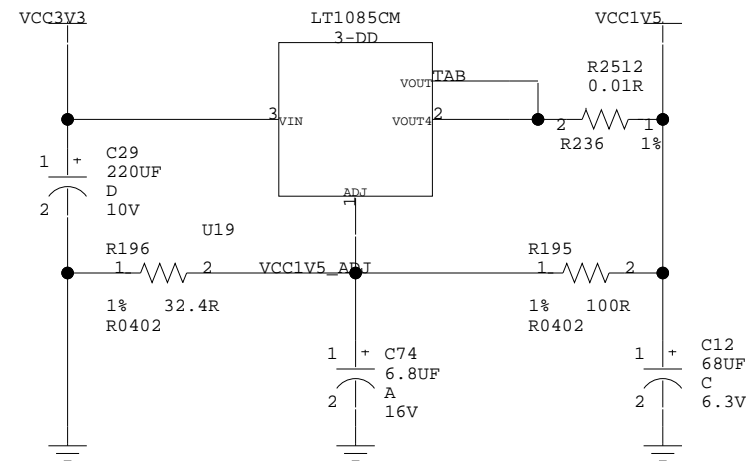 VCC3V3
LT1085CM
3-DD
VCC1V5
VOUT TAB
R2512
0.01R
3 VIN
VOUT4 2
2
1
R236
1%
1 +
C29
220UF
D
10V
2
ADJ
1
U19
R196
1
2
VCC1V5_ADJ
R195
1
2
1%
32.4R
R0402
1%
100R
R0402
1 +
C74
6.8UF
A
16V
2
1 +
C12
68UF
C
6.3V
2